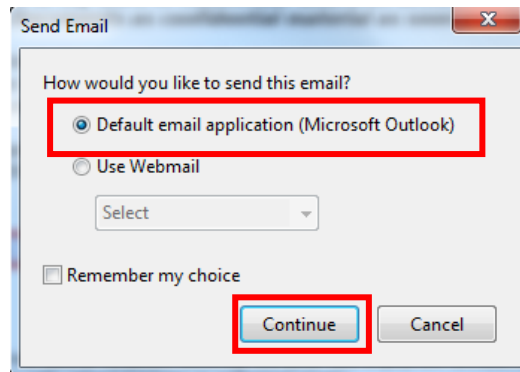 Send Email
How would you like to send this email?
Default email application (Microsoft Outlook)
Use Webmail
Select
Remember my choice
Continue
Cancel